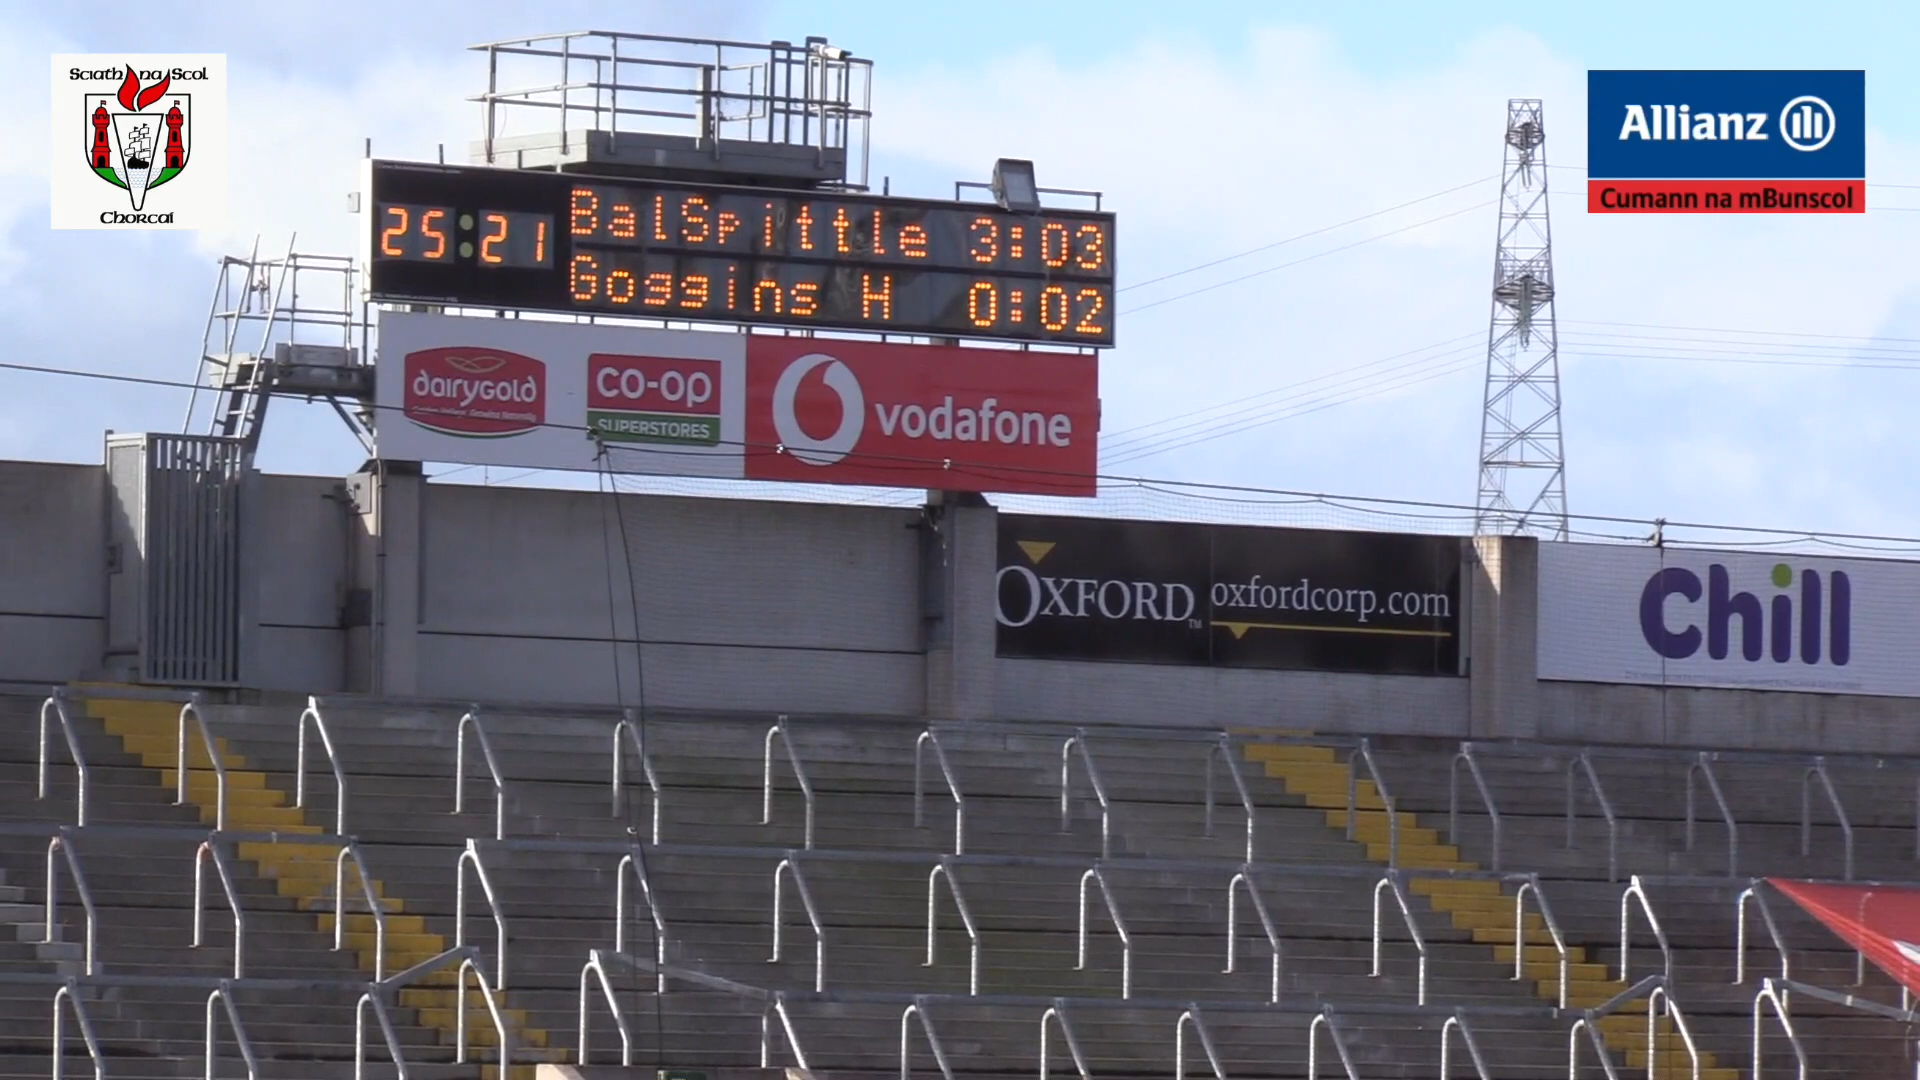 Sciath na Scol
Chorcaí
Allianz
Cumann na mBunscol
25:21
BalSpittle 3:03
Goggins H 0:02
dairygold
CO-OP
SUPERSTORES
vodafone
OXFORD™
oxfordcorp.com
Chill